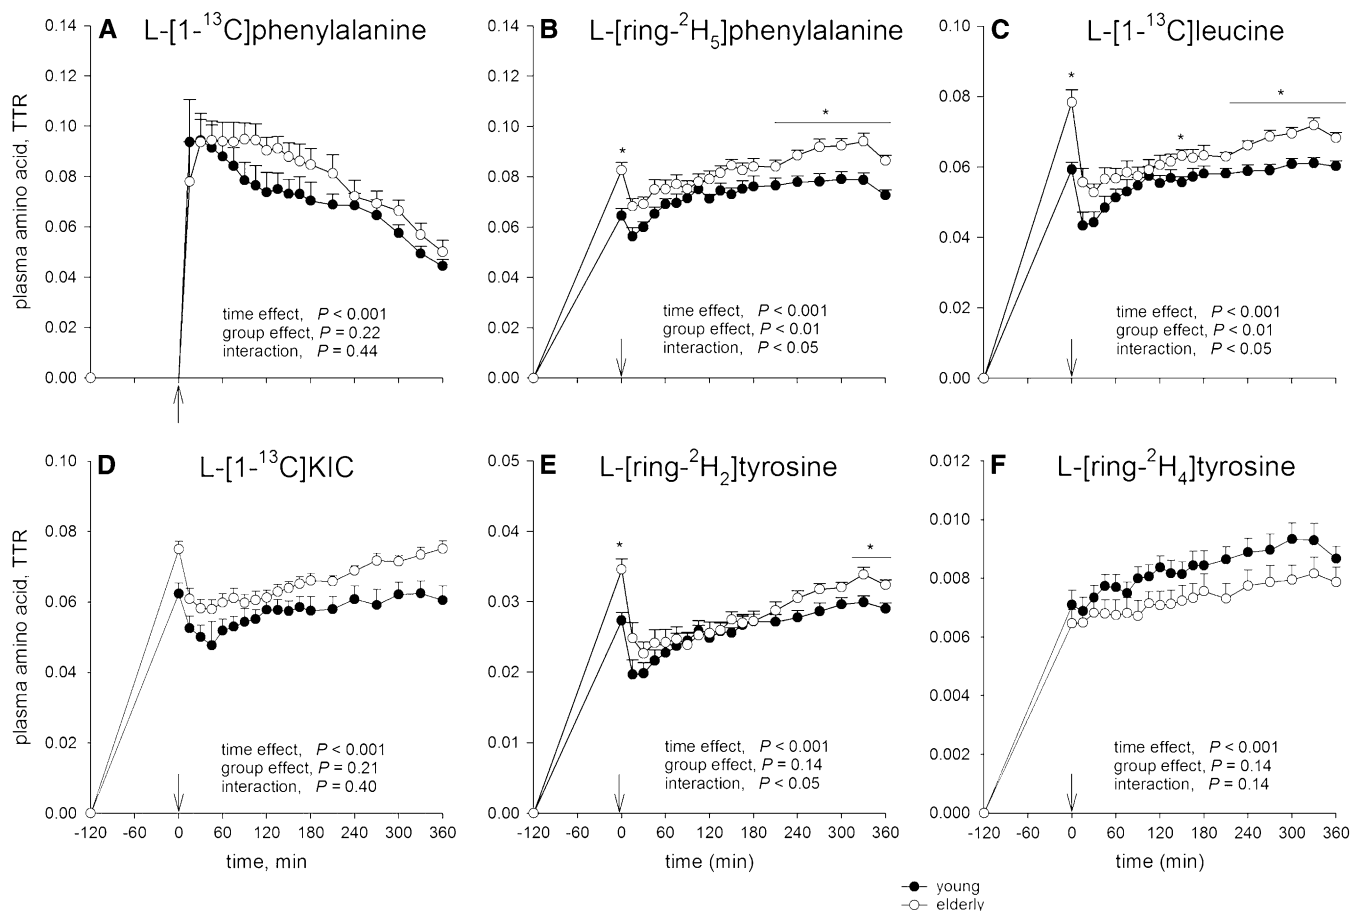 A L-[1-¹³C]phenylalanine
B L-[ring-²H₅]phenylalanine
C L-[1-¹³C]leucine
plasma amino acid, TTR
0.14
0.12
0.10
0.08
0.06
0.04
0.02
0.00
time effect, P < 0.001
group effect, P = 0.22
interaction, P = 0.44
0.14
0.12
0.10
0.08
0.06
0.04
0.02
0.00
*
*
time effect, P < 0.001
group effect, P < 0.01
interaction, P < 0.05
0.10
0.08
0.06
0.04
0.02
0.00
*
*
*
time effect, P < 0.001
group effect, P < 0.01
interaction, P < 0.05
D L-[1-¹³C]KIC
E L-[ring-²H₂]tyrosine
F L-[ring-²H₄]tyrosine
plasma amino acid, TTR
0.10
0.08
0.06
0.04
0.02
0.00
time effect, P < 0.001
group effect, P = 0.21
interaction, P = 0.40
-120 -60 0 60 120 180 240 300 360
time, min
0.05
0.04
0.03
0.02
0.01
0.00
*
*
time effect, P < 0.001
group effect, P = 0.14
interaction, P < 0.05
-120 -60 0 60 120 180 240 300 360
time (min)
0.012
0.010
0.008
0.006
0.004
0.002
0.000
time effect, P < 0.001
group effect, P = 0.14
interaction, P = 0.14
-120 -60 0 60 120 180 240 300 360
time (min)
young
elderly